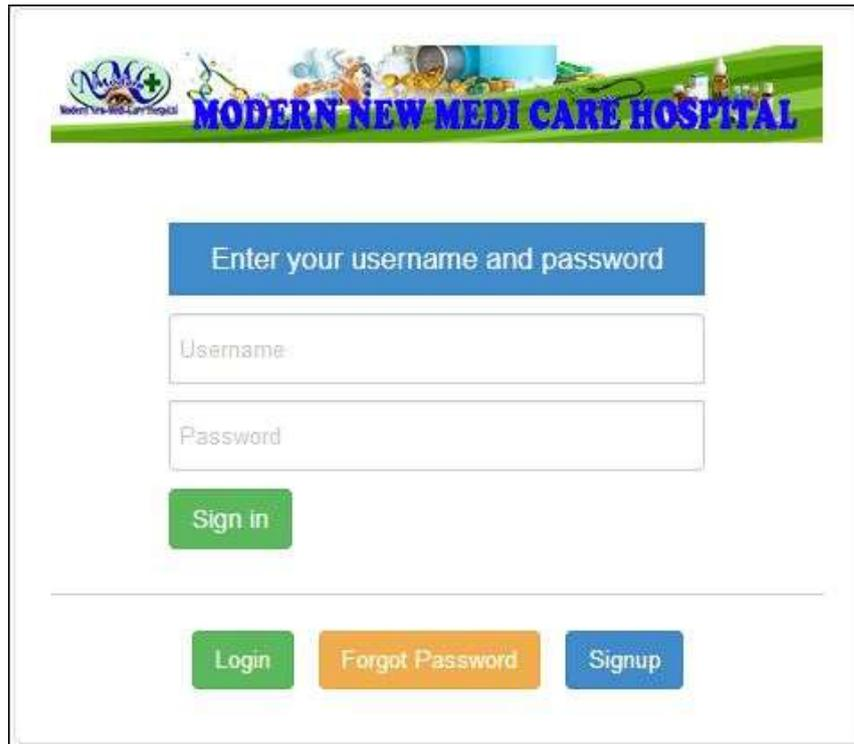 MODERN NEW MEDI CARE HOSPITAL
Enter your username and password
Username
Password
Sign in
Login Forgot Password Signup